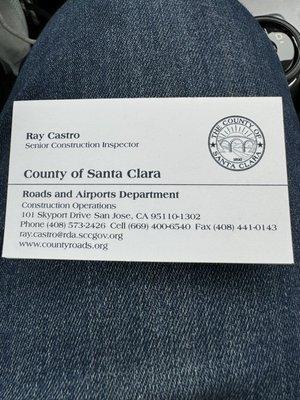 Ray Castro
Senior Construction Inspector
THE COUNTY OF SANTA CLARA
1850
County of Santa Clara
Roads and Airports Department
Construction Operations
101 Skyport Drive San Jose, CA 95110-1302
Phone (408) 573-2426 Cell (669) 400-6540 Fax (408) 441-0143
ray.castro@rda.sccgov.org
www.countyroads.org